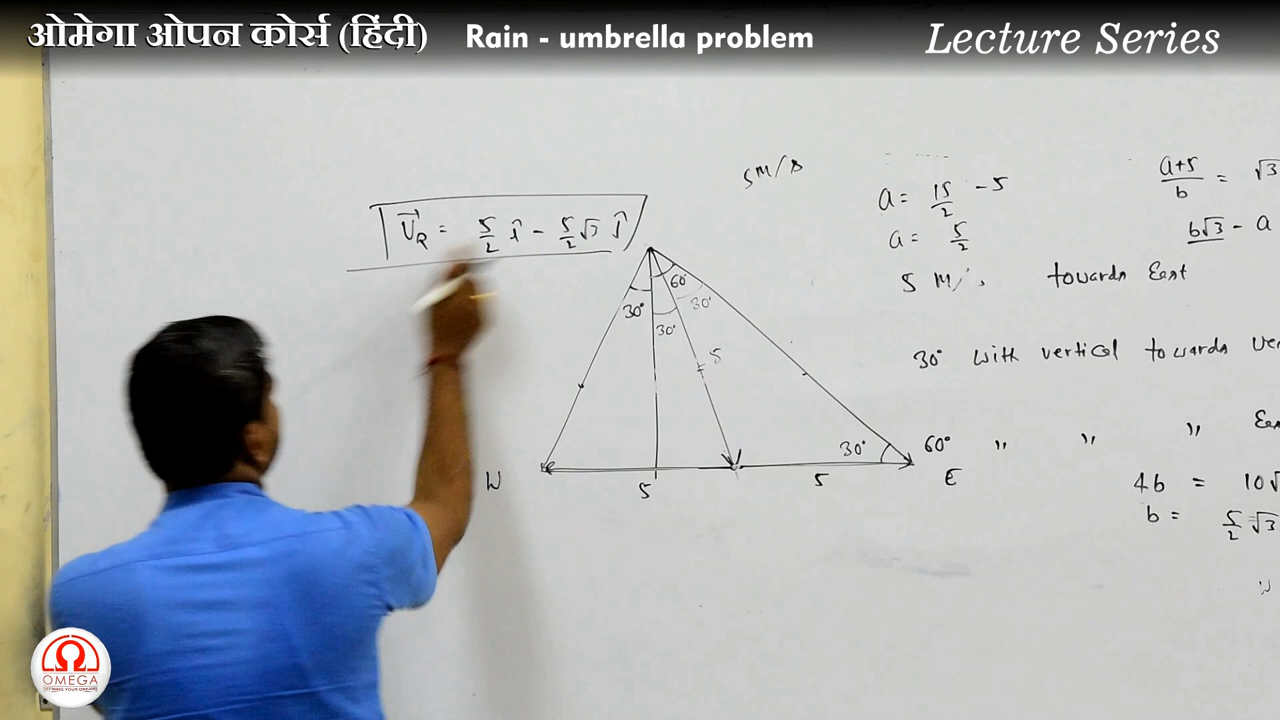 ओमेगा ओपन कोर्स (हिंदी) Rain - umbrella problem Lecture Series
5 M/s
V⃗_R = 5/2 î - 5/2 √3 ĵ
a = 15/2 - 5
a = 5/2
a+5/b = √3
b√3 - a
5 M/s towards East
30° with vertical towards
60° " " "
4b = 10√
b = 5/2 √3
60°
30°
30°
30°
5
30°
W 5 5 E
OMEGA